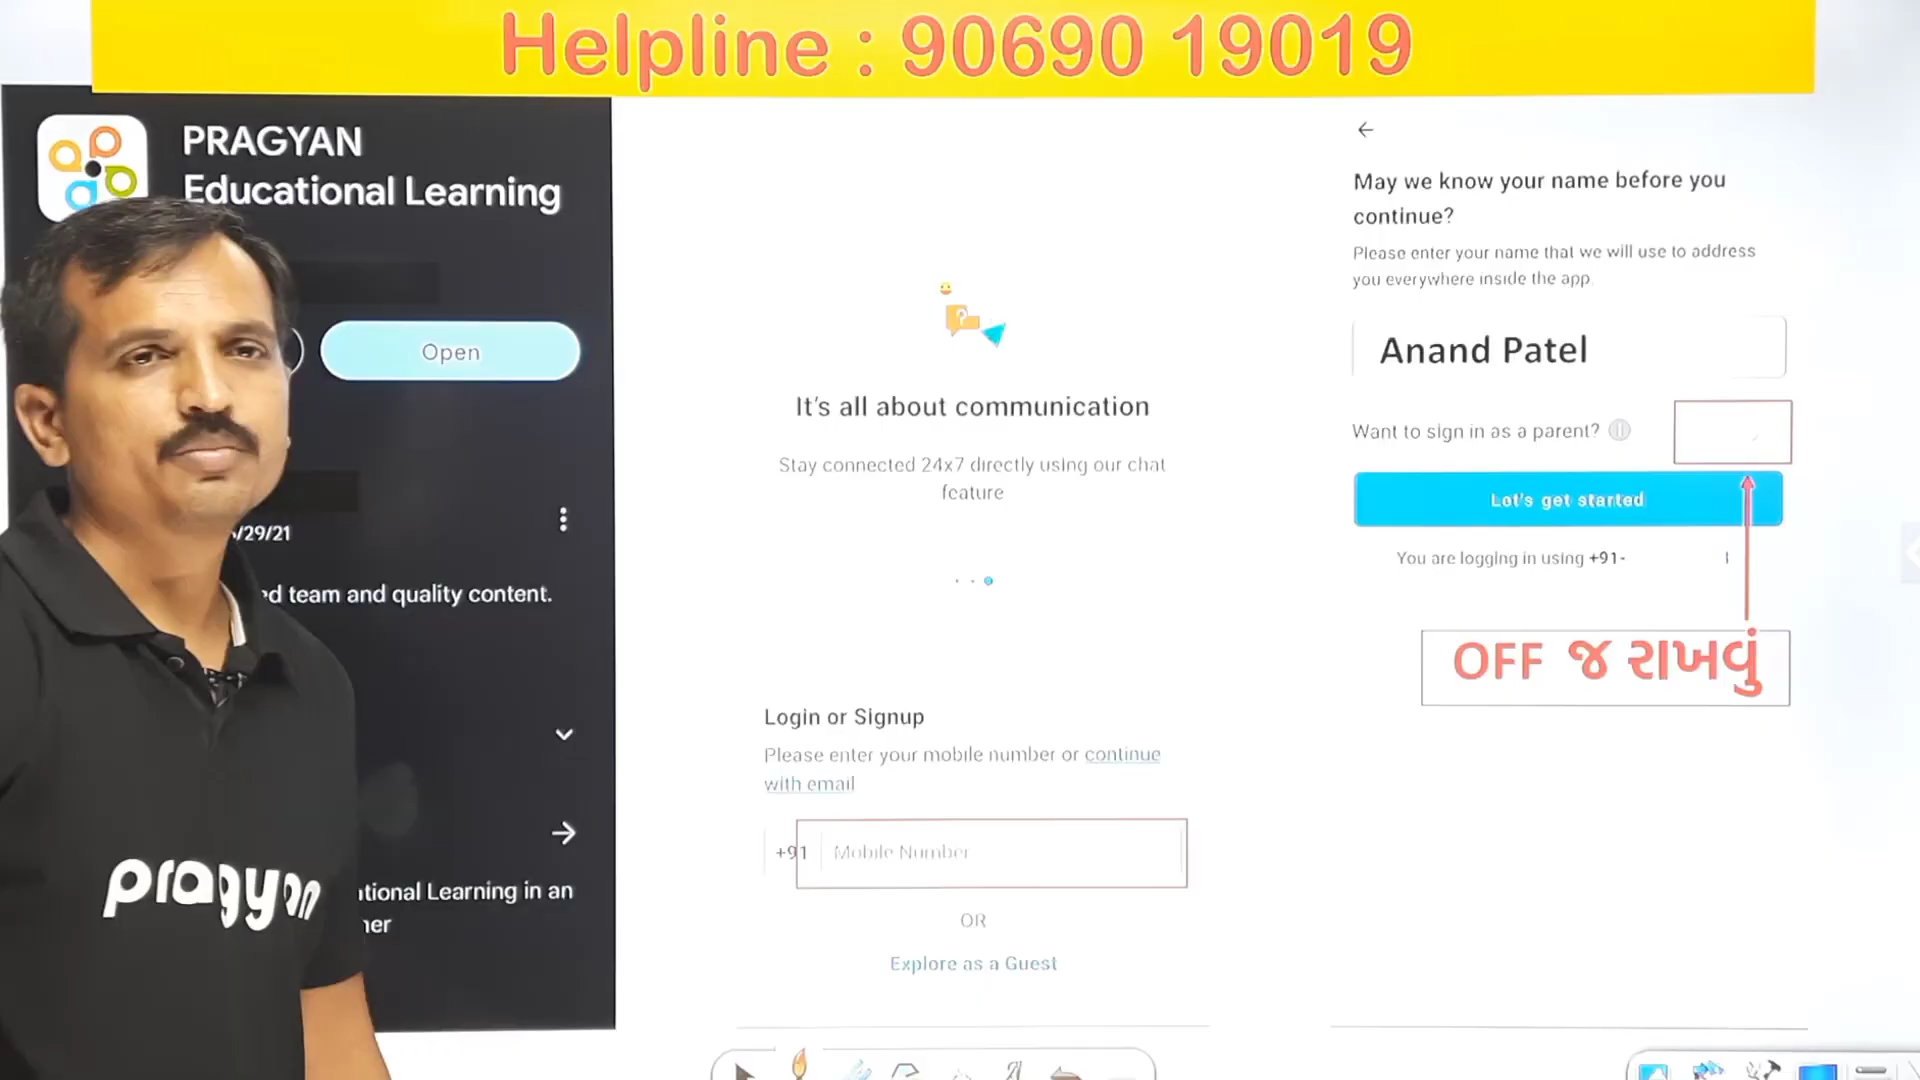 Helpline : 90690 19019
PRAGYAN
Educational Learning
Open
/29/21
d team and quality content.
tional Learning in an
pragyan
It's all about communication
Stay connected 24x7 directly using our chat
feature
Login or Signup
Please enter your mobile number or continue
with email
+91 Mobile Number
OR
Explore as a Guest
May we know your name before you
continue?
Please enter your name that we will use to address
you everywhere inside the app
Anand Patel
Want to sign in as a parent?
Let's get started
You are logging in using +91-
OFF જ રાખવું